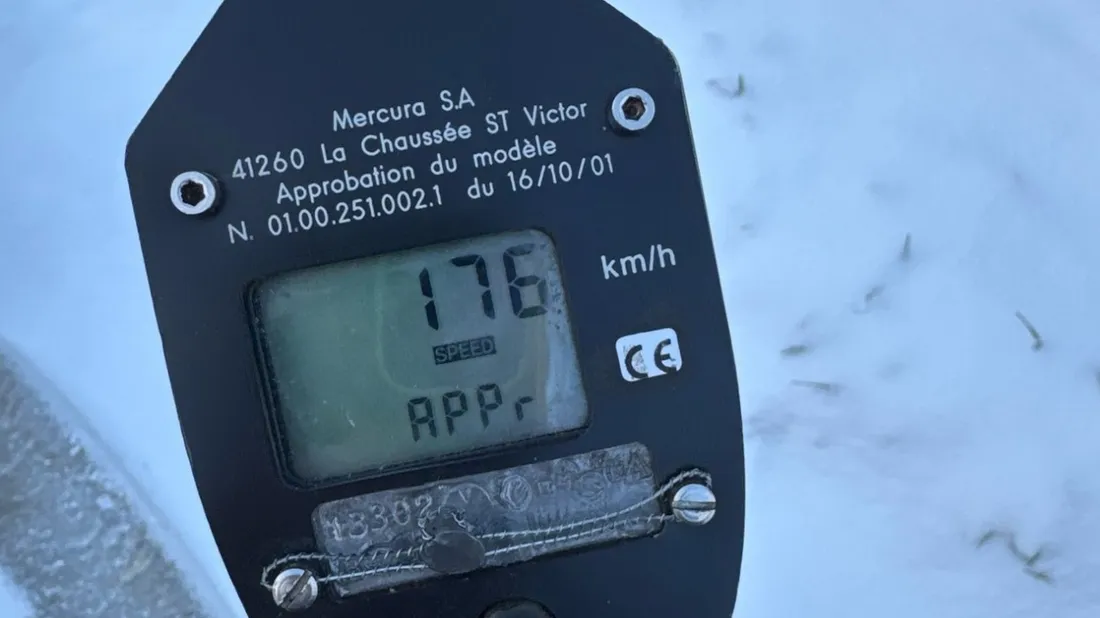 Mercura S.A
41260 La Chaussée ST Victor
Approbation du modèle
N. 01.00.251.002.1 du 16/10/01
176
km/h
SPEED
CE
APPr